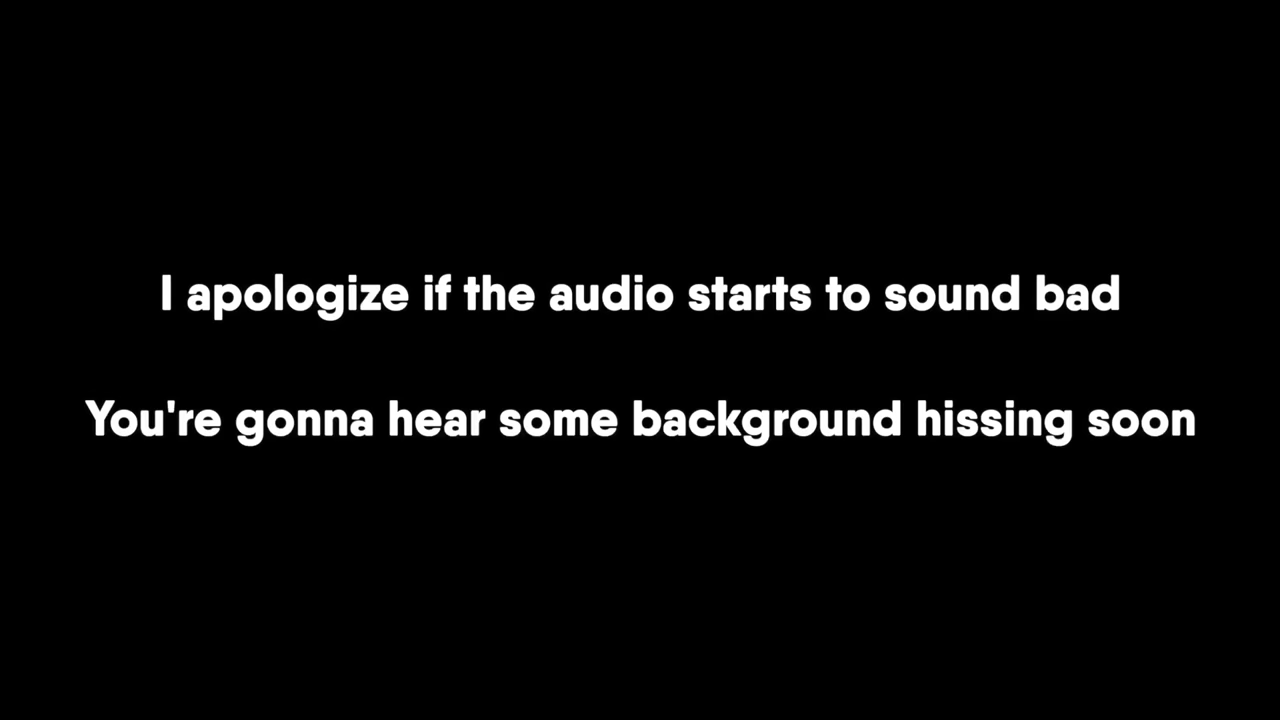 I apologize if the audio starts to sound bad
You're gonna hear some background hissing soon